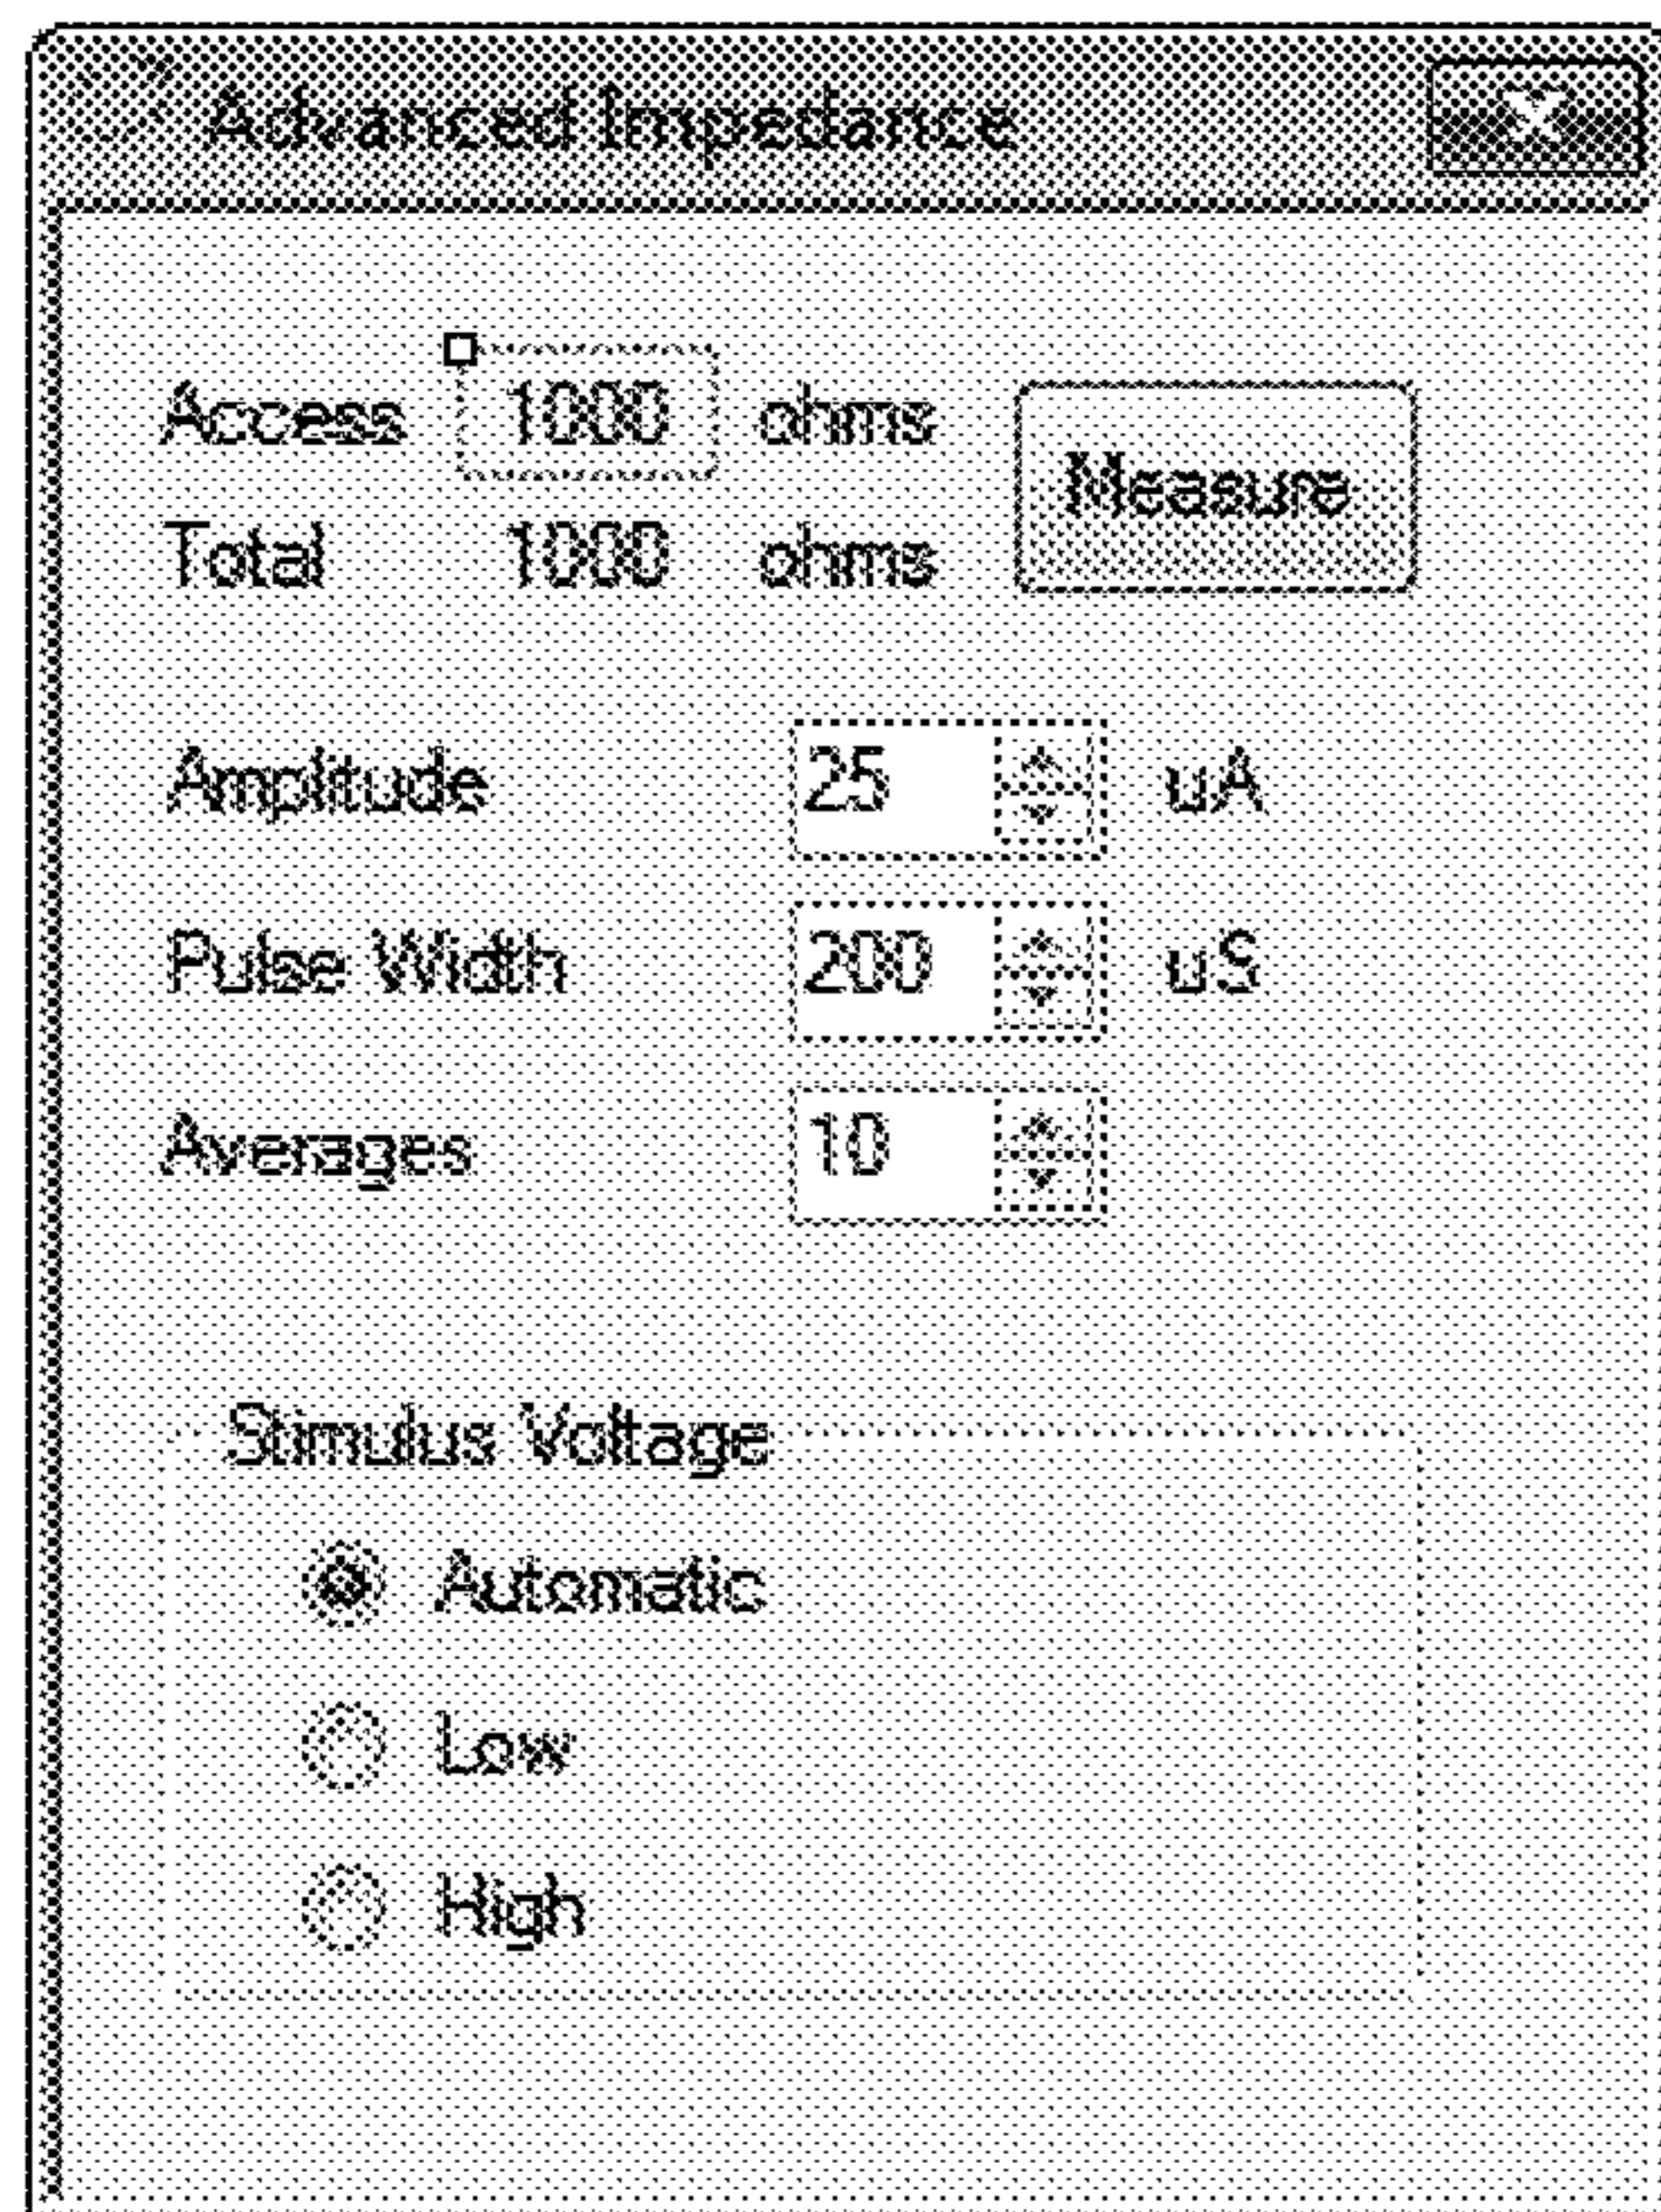 Advanced Impedance X
Access 1000 ohms
Measure
Total 1000 ohms
Amplitude 25 uA
Pulse Width 200 uS
Averages 10
Stimulus Voltage
Automatic
Low
High